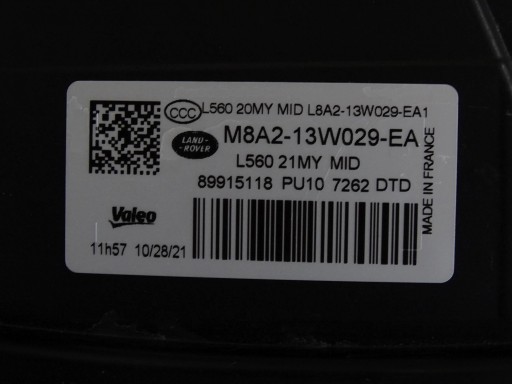 CCC L560 20MY MID L8A2-13W029-EA1
LAND-ROVER M8A2-13W029-EA
L560 21MY MID
89915118 PU10 7262 DTD
Valeo
11h57 10/28/21
MADE IN FRANCE